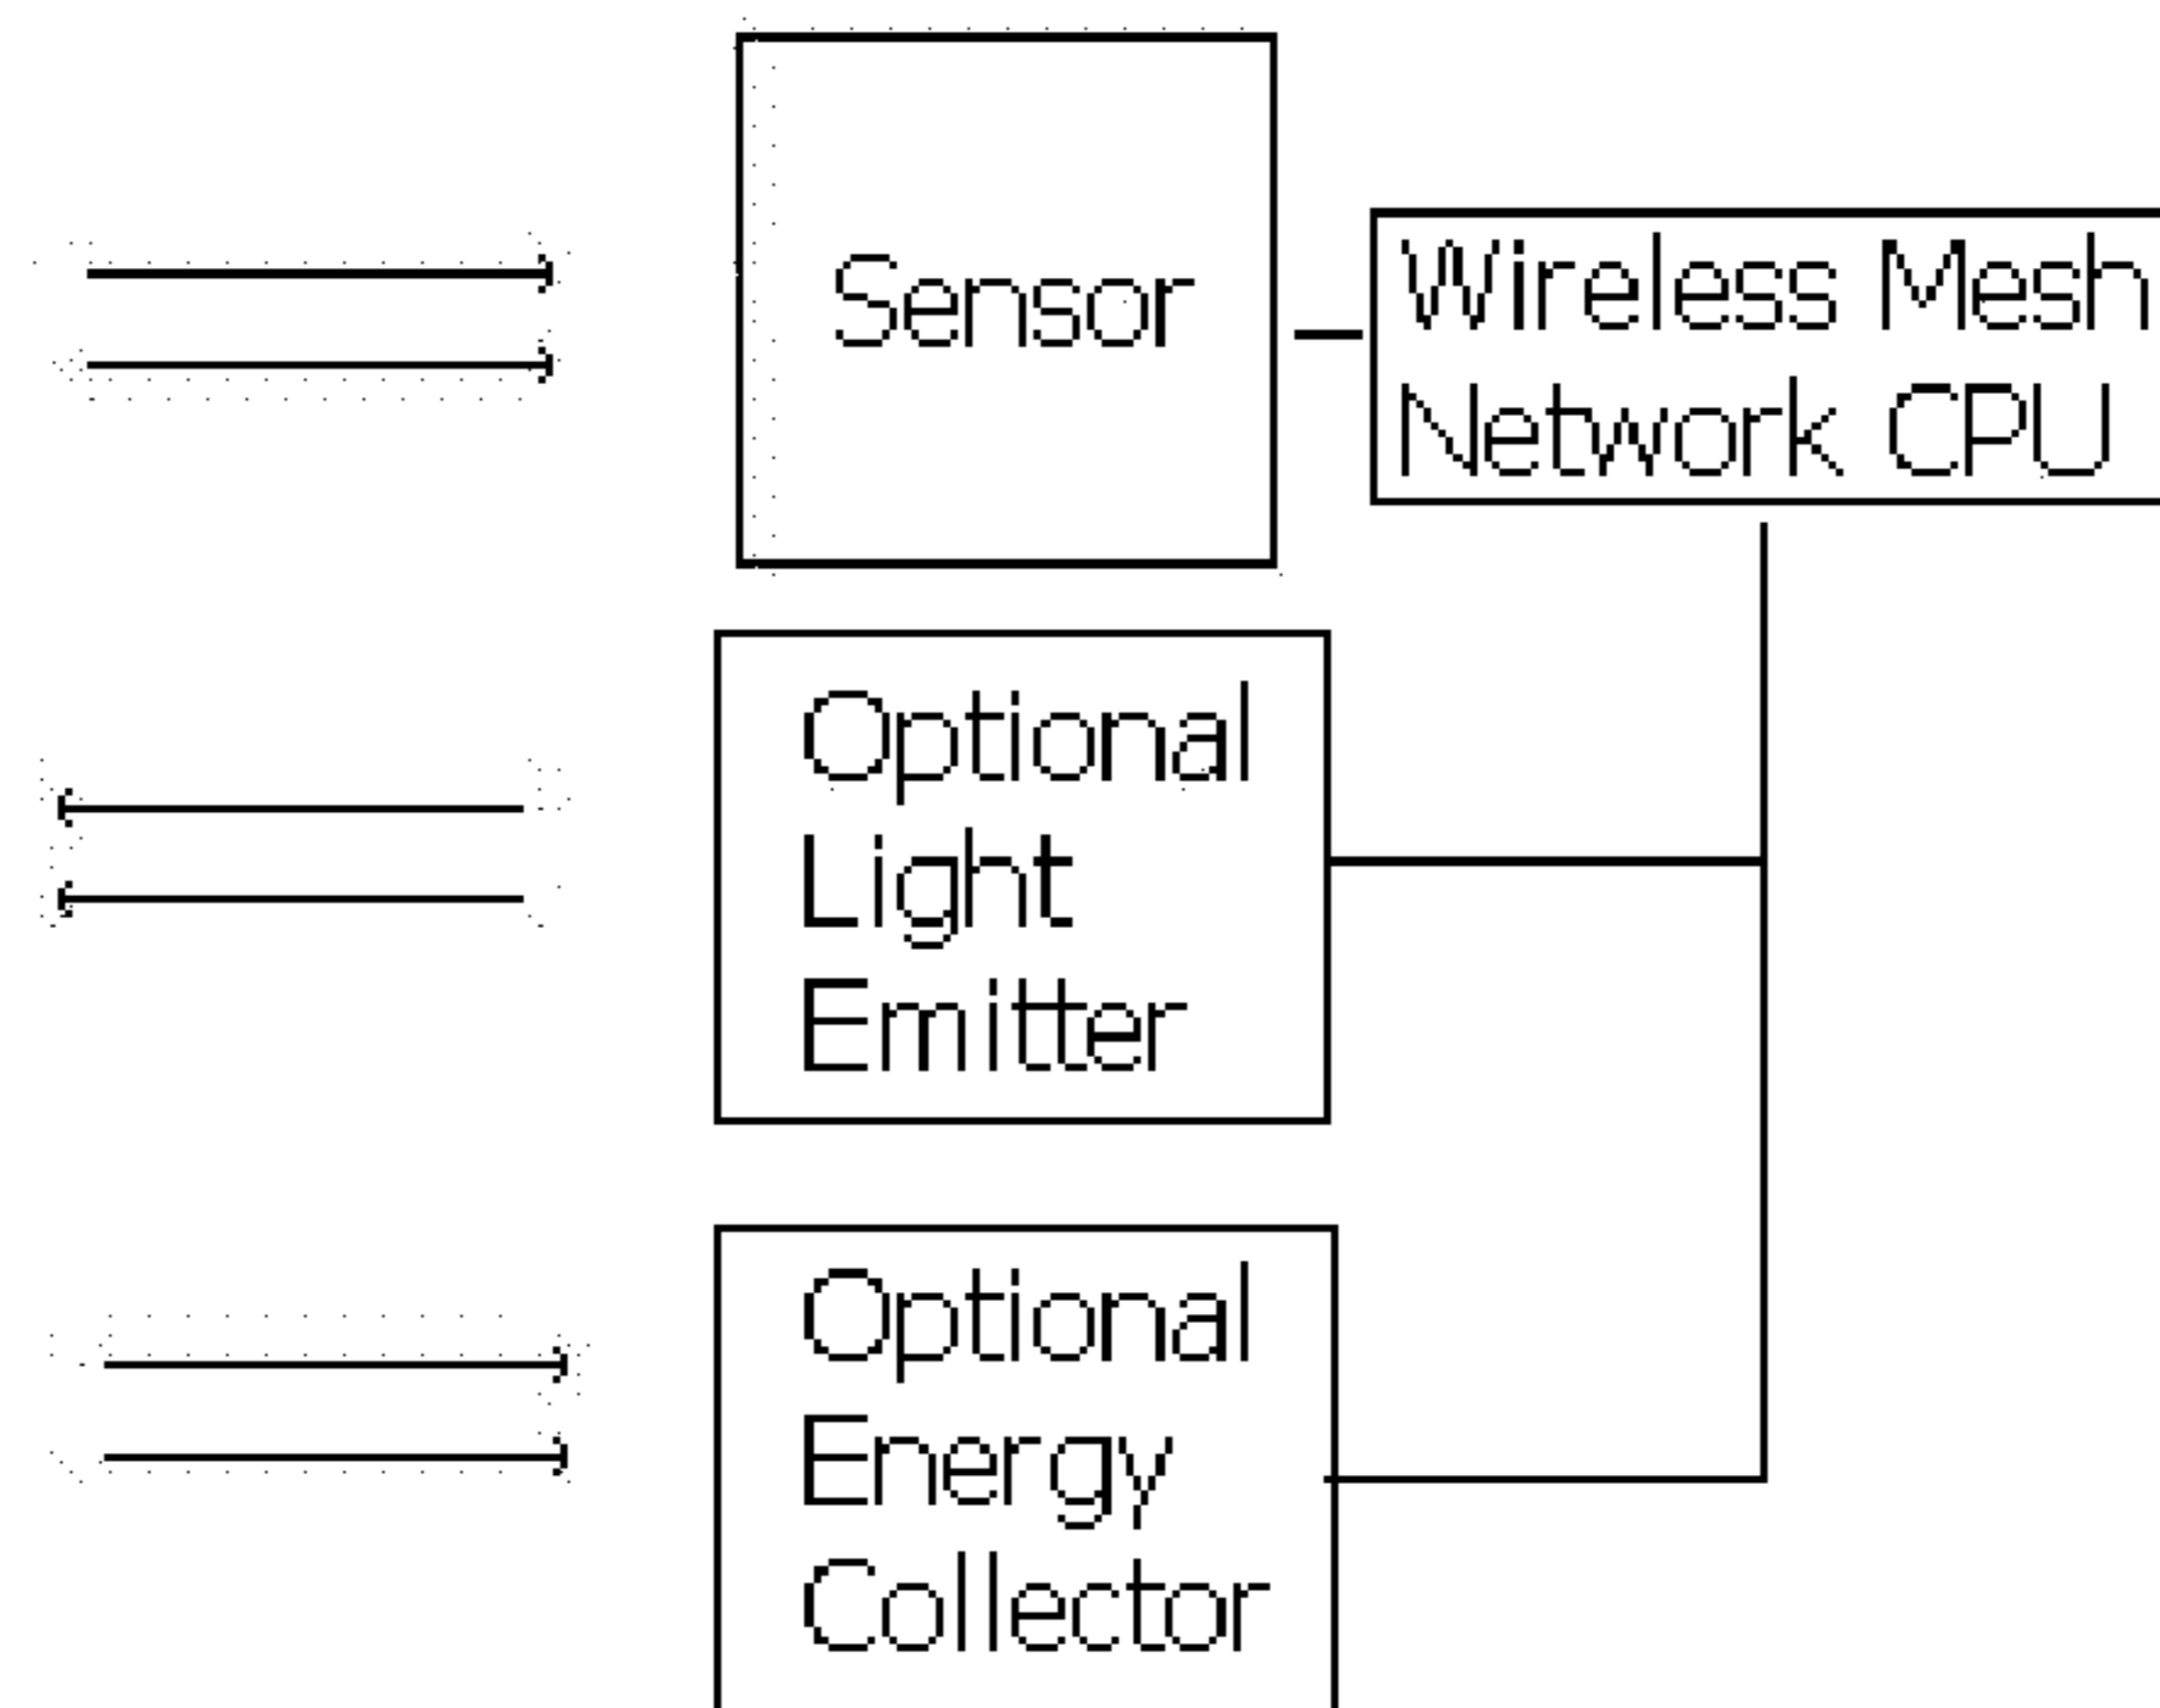 Sensor
Wireless Mesh
Network CPU
Optional
Light
Emitter
Optional
Energy
Collector